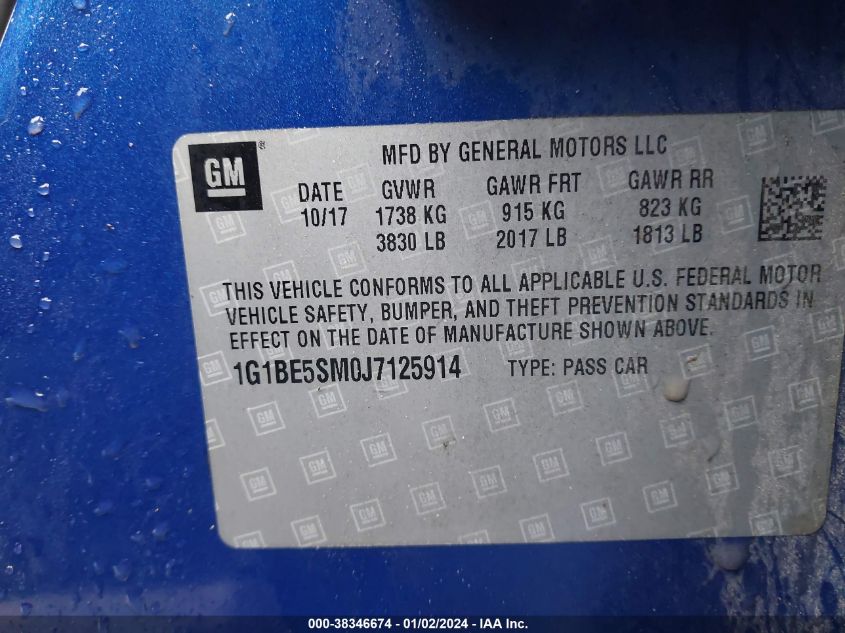 GM ®
MFD BY GENERAL MOTORS LLC
DATE GVWR GAWR FRT GAWR RR
10/17 1738 KG 915 KG 823 KG
3830 LB 2017 LB 1813 LB
THIS VEHICLE CONFORMS TO ALL APPLICABLE U.S. FEDERAL MOTOR
VEHICLE SAFETY, BUMPER, AND THEFT PREVENTION STANDARDS IN
EFFECT ON THE DATE OF MANUFACTURE SHOWN ABOVE.
1G1BE5SM0J7125914 TYPE: PASS CAR
000-38346674 - 01/02/2024 - IAA Inc.